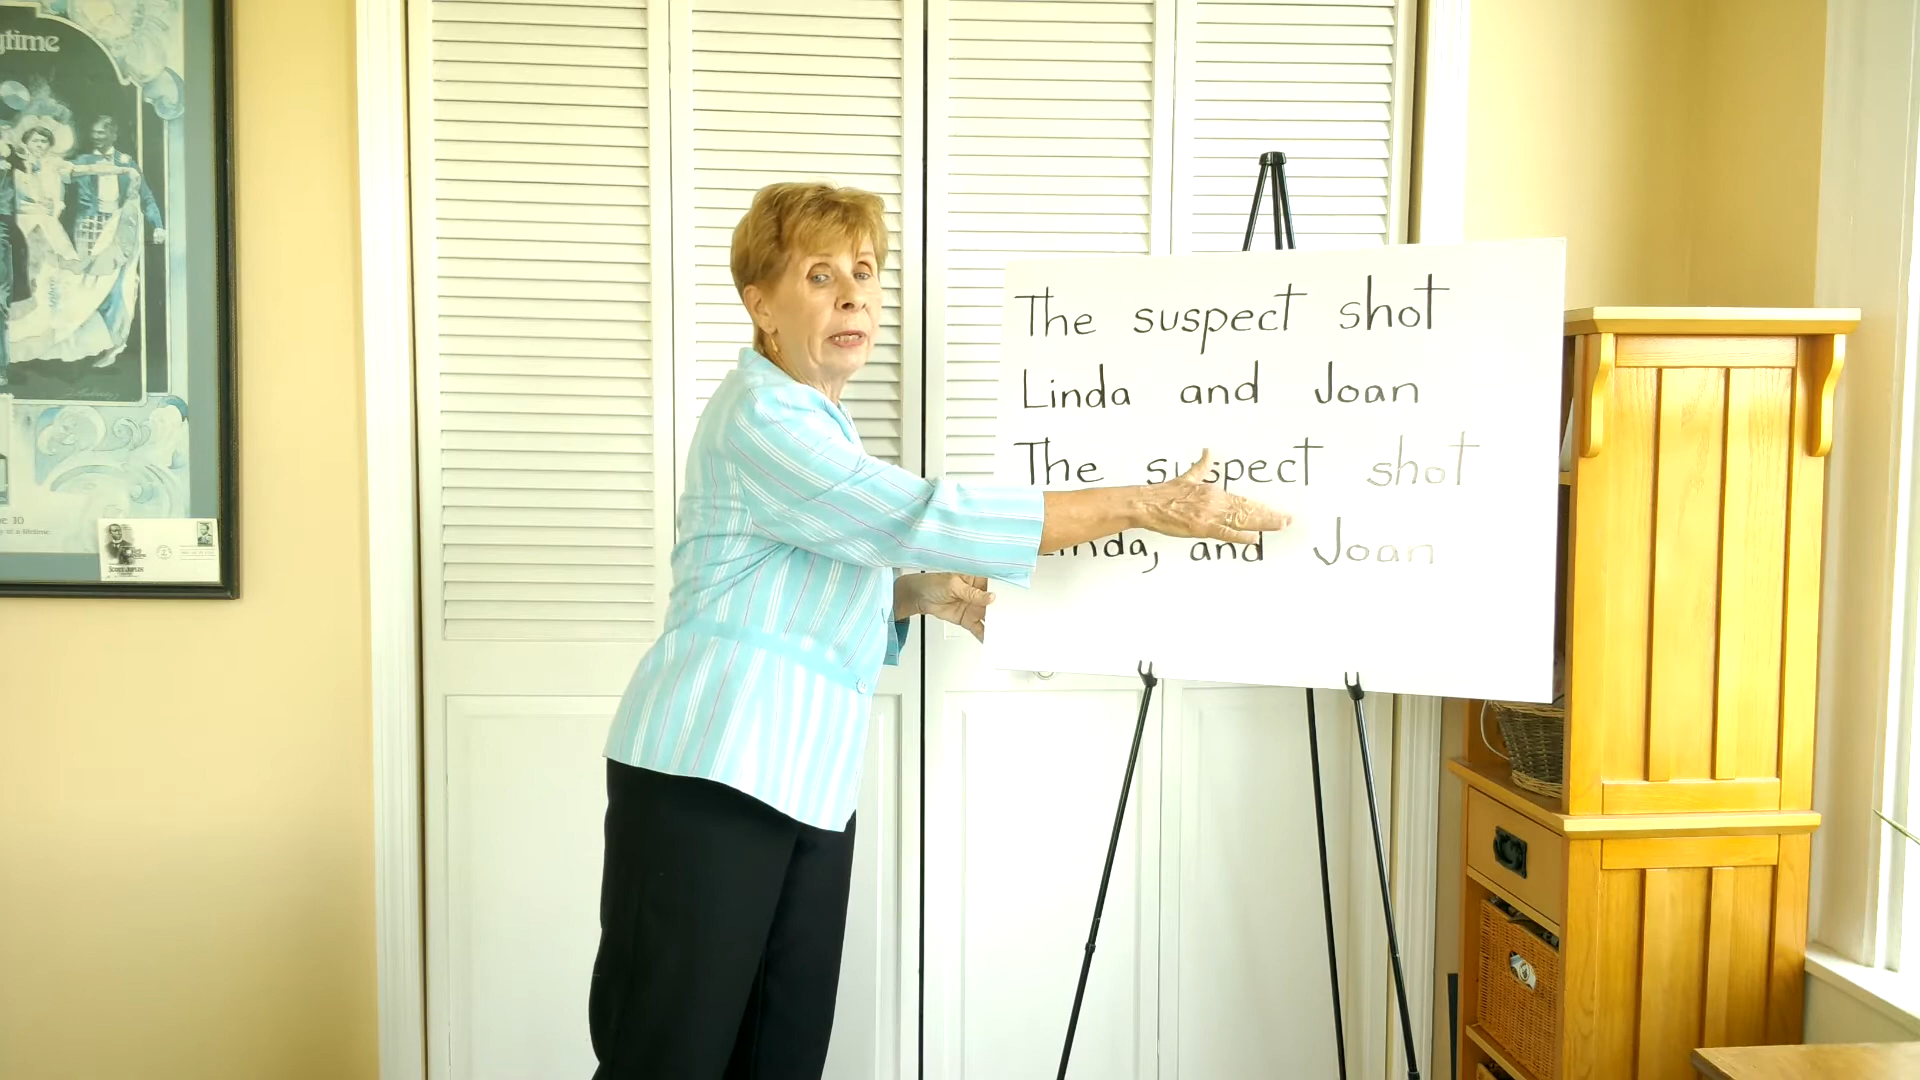 The suspect shot
Linda and Joan
The suspect shot
Linda, and Joan